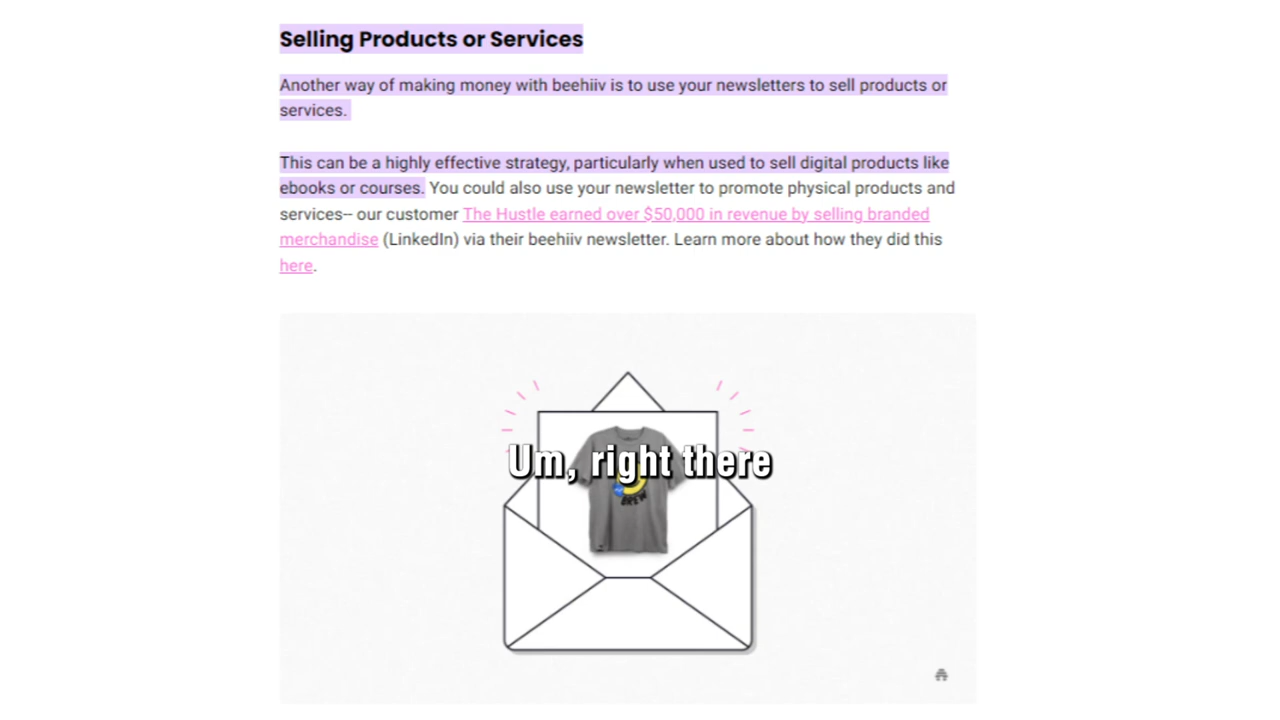 Selling Products or Services
Another way of making money with beehiiv is to use your newsletters to sell products or
services.
This can be a highly effective strategy, particularly when used to sell digital products like
ebooks or courses. You could also use your newsletter to promote physical products and
services– our customer The Hustle earned over $50,000 in revenue by selling branded
merchandise (LinkedIn) via their beehiiv newsletter. Learn more about how they did this
here.
Um, right there
BREW